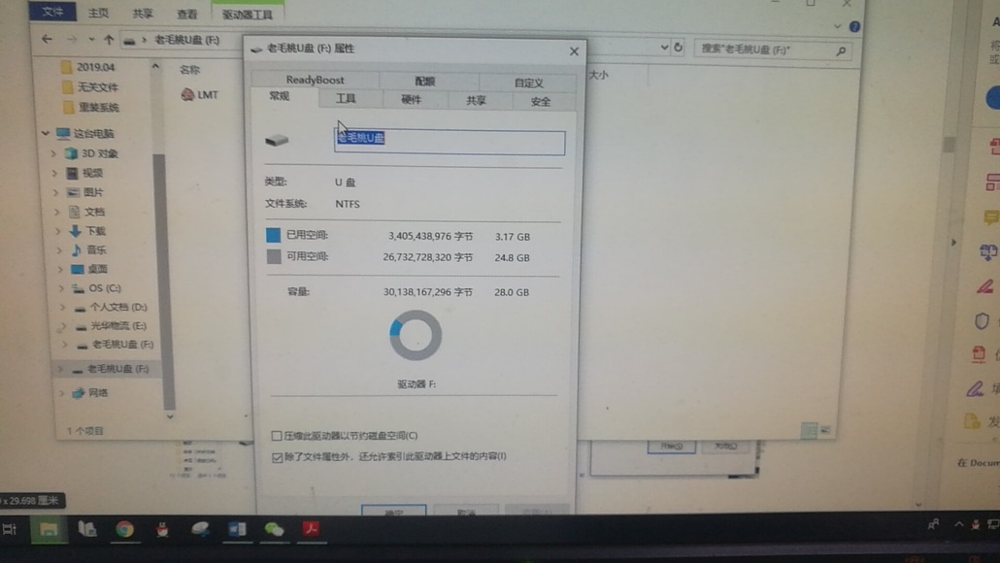 文件 主页 共享 查看 驱动器工具
老毛桃U盘 (F:)
搜索"老毛桃U盘 (F:)"
2019.04
无关文件
重装系统
这台电脑
3D 对象
视频
图片
文档
下载
音乐
桌面
OS (C:)
个人文档 (D:)
光华物流 (E:)
老毛桃U盘 (F:)
老毛桃U盘 (F:)
网络
1 个项目
名称
LMT
大小
老毛桃U盘 (F:) 属性
ReadyBoost 配额 自定义
常规 工具 硬件 共享 安全
老毛桃U盘
类型: U 盘
文件系统: NTFS
已用空间: 3,405,438,976 字节 3.17 GB
可用空间: 26,732,728,320 字节 24.8 GB
容量: 30,138,167,296 字节 28.0 GB
驱动器 F:
压缩此驱动器以节约磁盘空间(C)
除了文件属性外，还允许索引此驱动器上文件的内容(I)
确定 取消
x 29.698 厘米
在 Docum